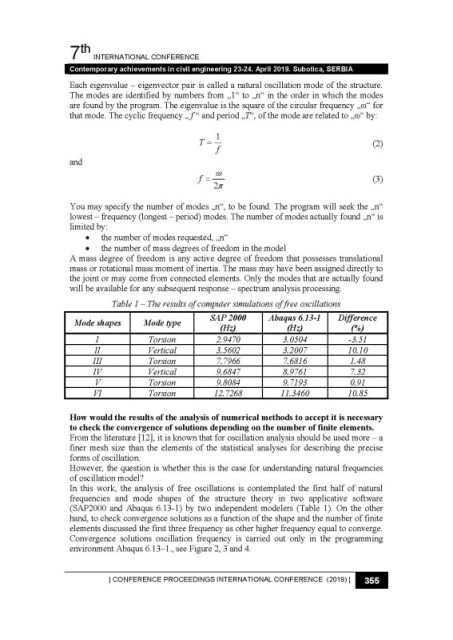 7th INTERNATIONAL CONFERENCE
Contemporary achievements in civil engineering 23-24. April 2019. Subotica, SERBIA
Each eigenvalue – eigenvector pair is called a natural oscillation mode of the structure.
The modes are identified by numbers from „1“ to „n“ in the order in which the modes
are found by the program. The eigenvalue is the square of the circular frequency „ω“ for
that mode. The cyclic frequency „f“ and period „T“, of the mode are related to „ω“ by:
T = 1/f (2)
and
f = ω/2π (3)
You may specify the number of modes „n“, to be found. The program will seek the „n“
lowest – frequency (longest – period) modes. The number of modes actually found „n“ is
limited by:
• the number of modes requested, „n“
• the number of mass degrees of freedom in the model
A mass degree of freedom is any active degree of freedom that possesses translational
mass or rotational mass moment of inertia. The mass may have been assigned directly to
the joint or may come from connected elements. Only the modes that are actually found
will be available for any subsequent response – spectrum analysis processing.
Table 1 – The results of computer simulations of free oscillations
Mode shapes Mode type SAP 2000 (Hz) Abaqus 6.13-1 (Hz) Difference (%)
I Torsion 2.9470 3.0504 -3.51
II Vertical 3.5602 3.2007 10.10
III Torsion 7.7966 7.6816 1.48
IV Vertical 9.6847 8.9761 7.32
V Torsion 9.8084 9.7193 0.91
VI Torsion 12.7268 11.3460 10.85
How would the results of the analysis of numerical methods to accept it is necessary
to check the convergence of solutions depending on the number of finite elements.
From the literature [12], it is known that for oscillation analysis should be used more – a
finer mesh size than the elements of the statistical analyses for describing the precise
forms of oscillation.
However, the question is whether this is the case for understanding natural frequencies
of oscillation model?
In this work, the analysis of free oscillations is contemplated the first half of natural
frequencies and mode shapes of the structure theory in two applicative software
(SAP2000 and Abaqus 6.13-1) by two independent modelers (Table 1). On the other
hand, to check convergence solutions as a function of the shape and the number of finite
elements discussed the first three frequency as other higher frequency equal to converge.
Convergence solutions oscillation frequency is carried out only in the programming
environment Abaqus 6.13–1., see Figure 2, 3 and 4.
| CONFERENCE PROCEEDINGS INTERNATIONAL CONFERENCE (2019) | 355